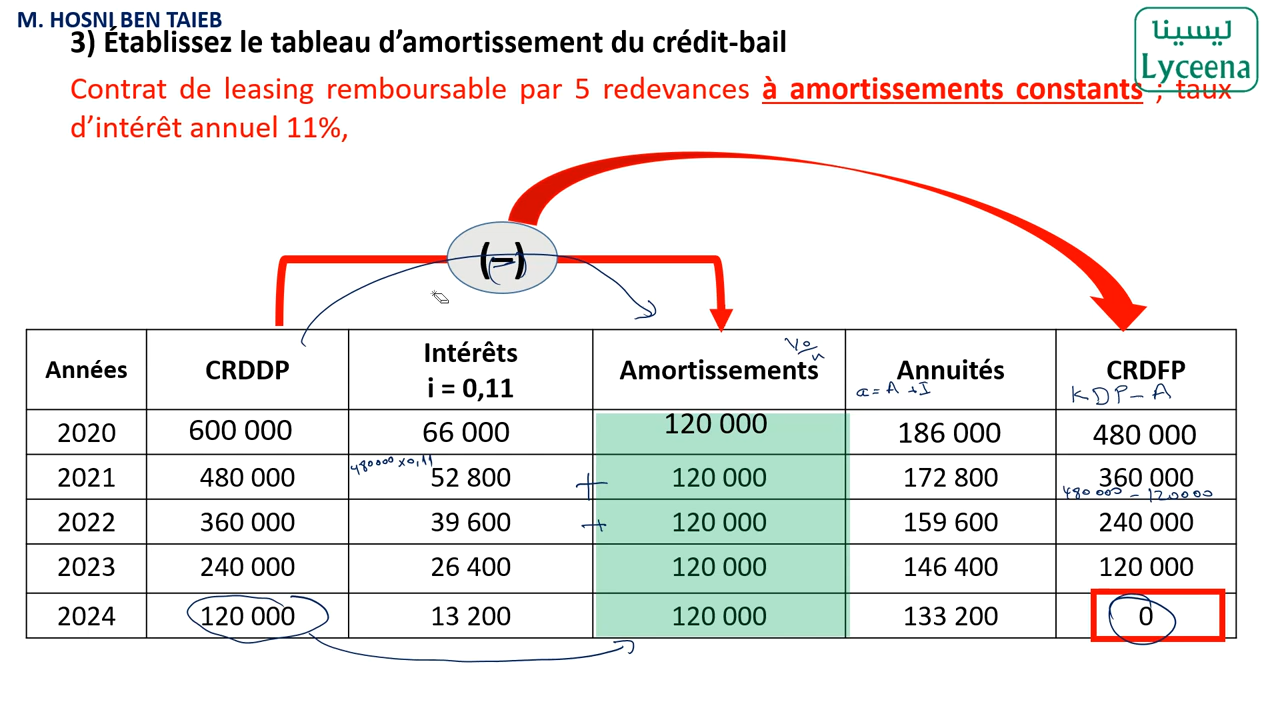 M. HOSNI BEN TAIEB
ليسينا
Lyceena
3) Établissez le tableau d’amortissement du crédit-bail
Contrat de leasing remboursable par 5 redevances à amortissements constants ; taux
d’intérêt annuel 11%,
(–)
Années CRDDP Intérêts i = 0,11 Amortissements Vo/n Annuités a = A + I CRDFP KDP – A
2020 600 000 66 000 120 000 186 000 480 000
2021 480 000 480000 x 0,11 52 800 + 120 000 172 800 360 000 480 000 – 120000
2022 360 000 39 600 + 120 000 159 600 240 000
2023 240 000 26 400 120 000 146 400 120 000
2024 120 000 13 200 120 000 133 200 0